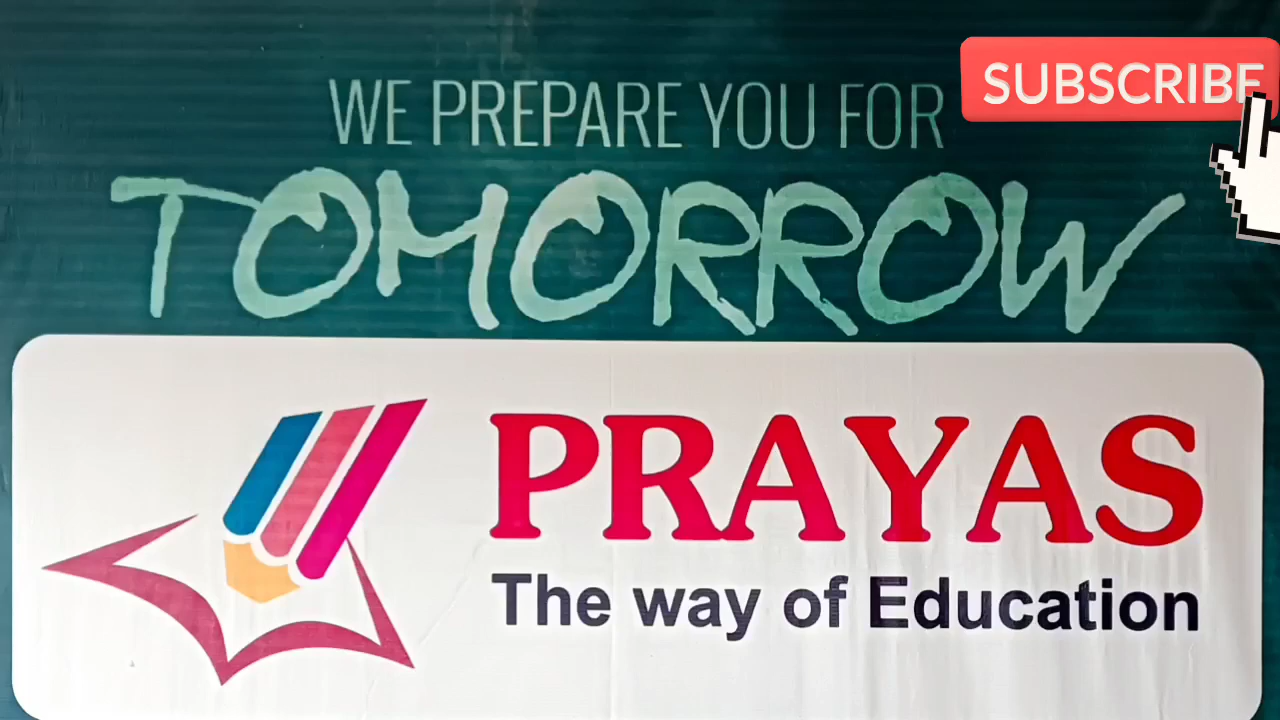 WE PREPARE YOU FOR
SUBSCRIBE
TOMORROW
PRAYAS
The way of Education